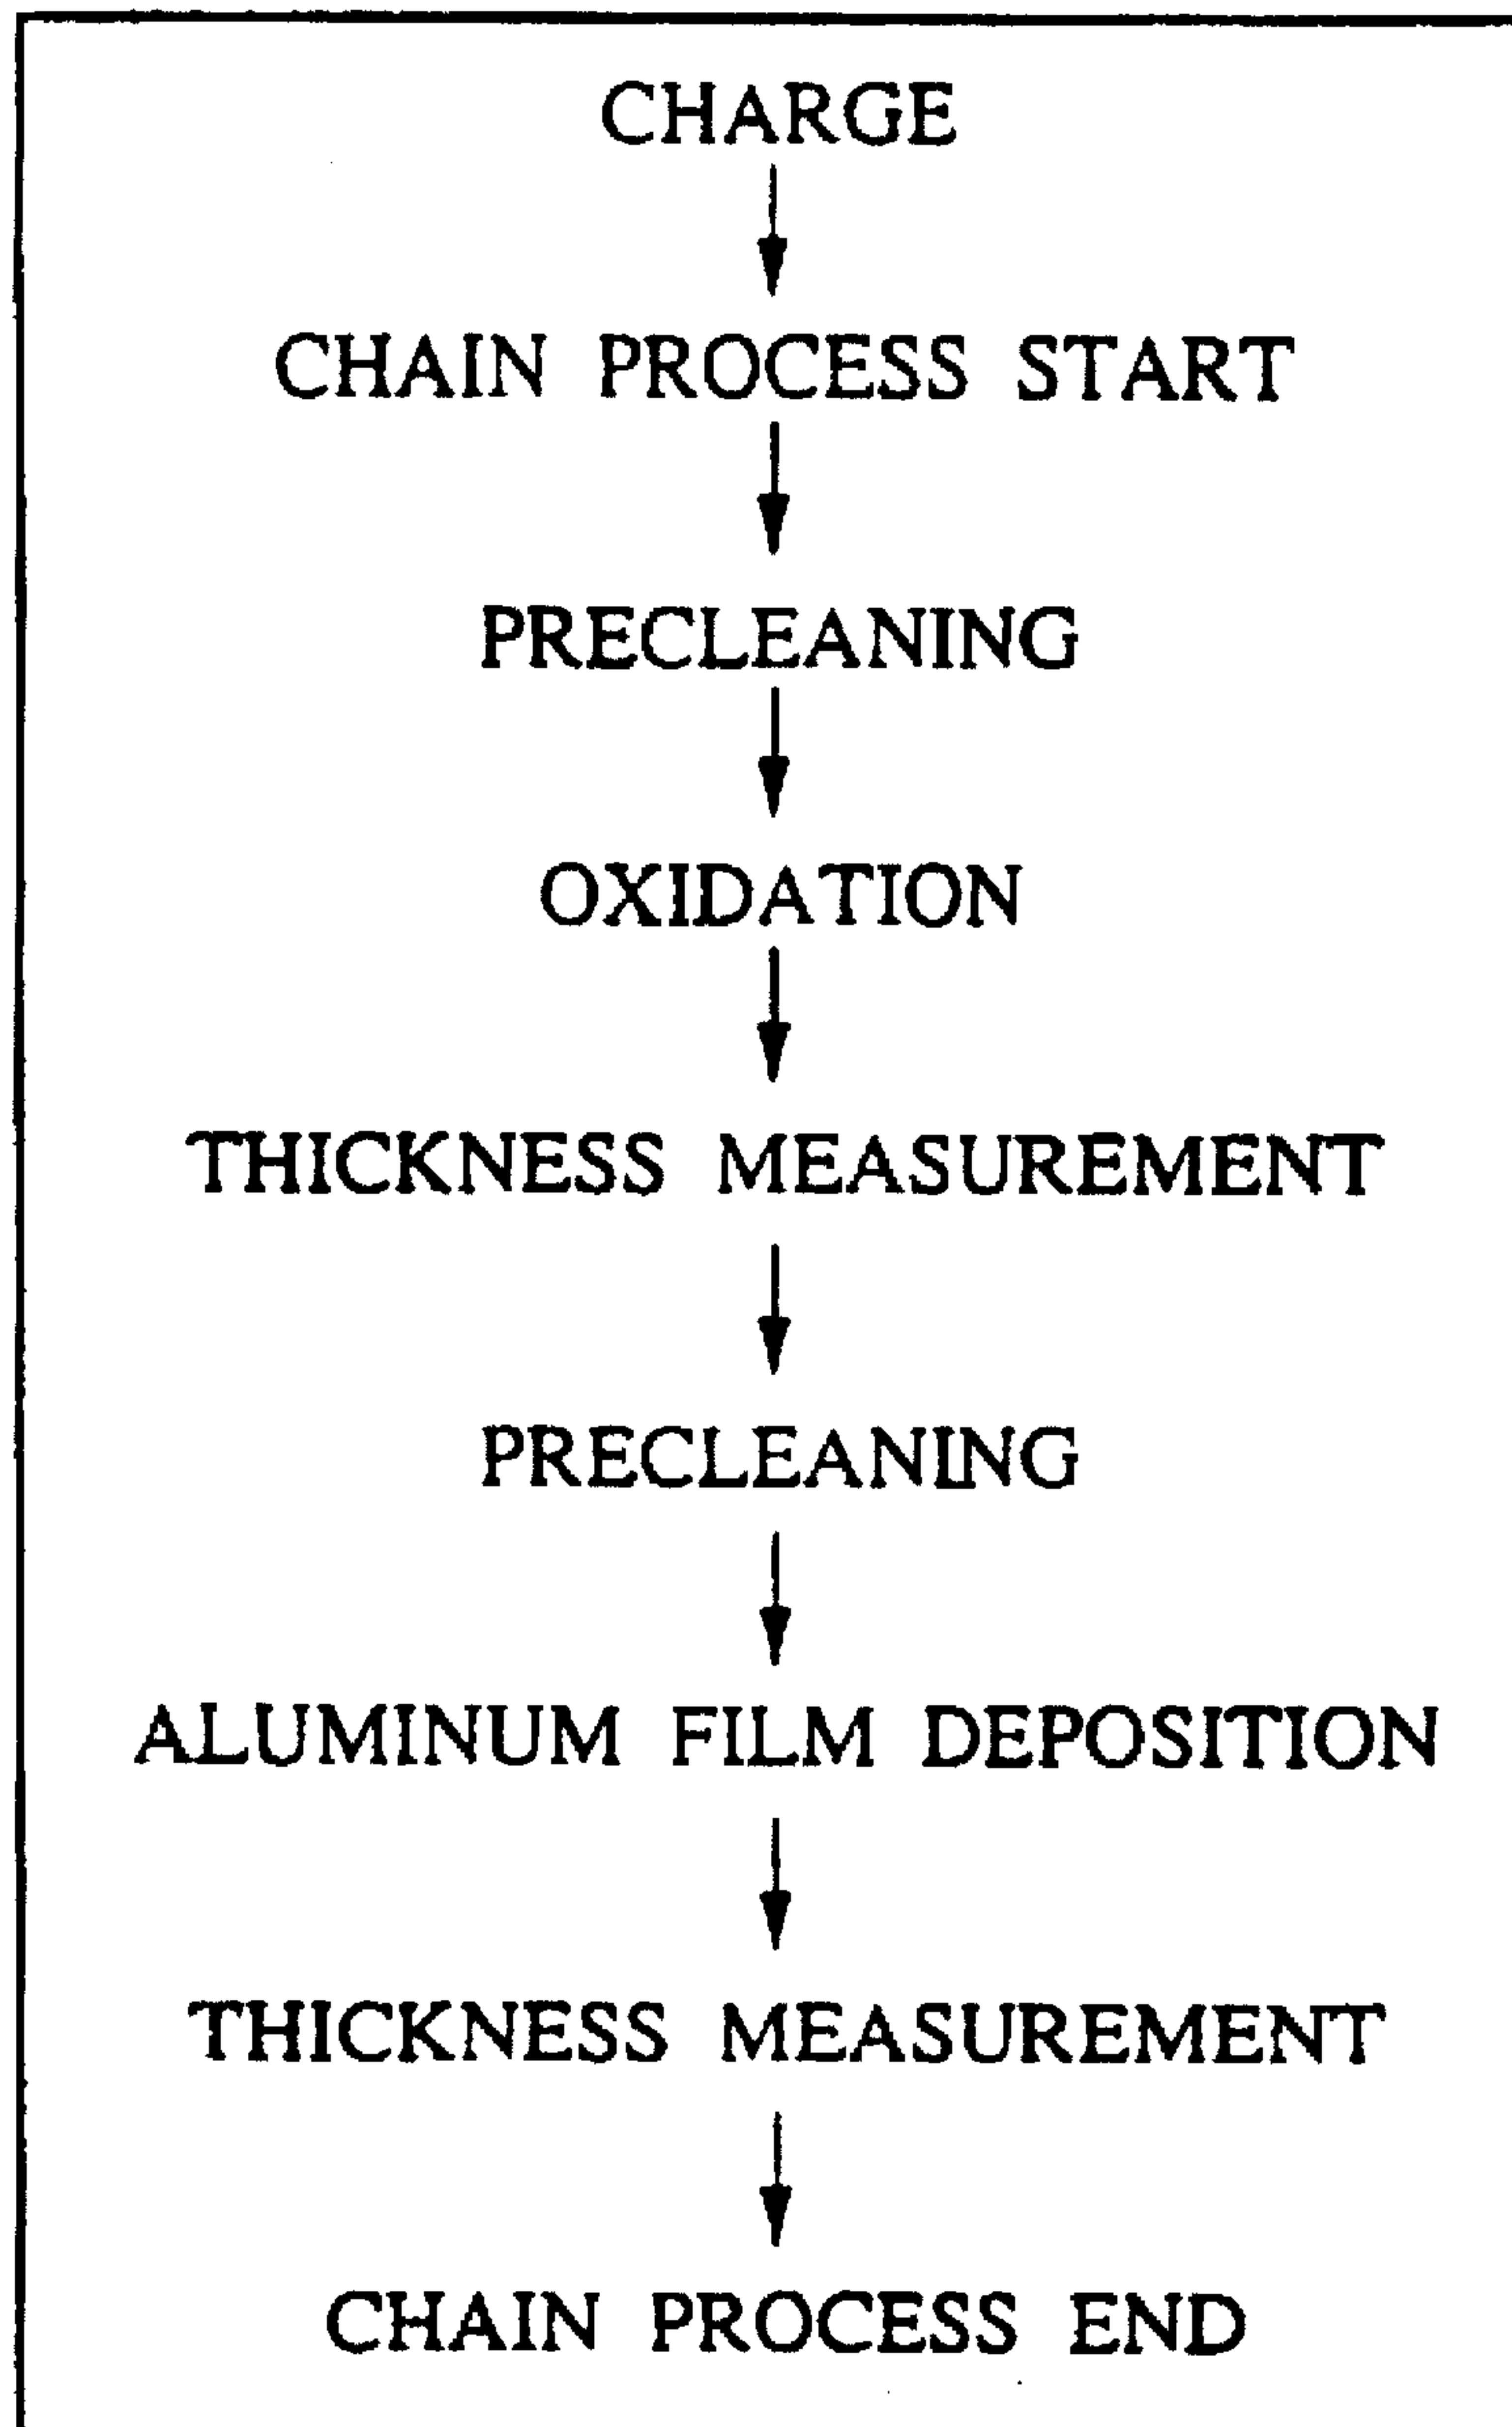 CHARGE
CHAIN PROCESS START
PRECLEANING
OXIDATION
THICKNESS MEASUREMENT
PRECLEANING
ALUMINUM FILM DEPOSITION
THICKNESS MEASUREMENT
CHAIN PROCESS END